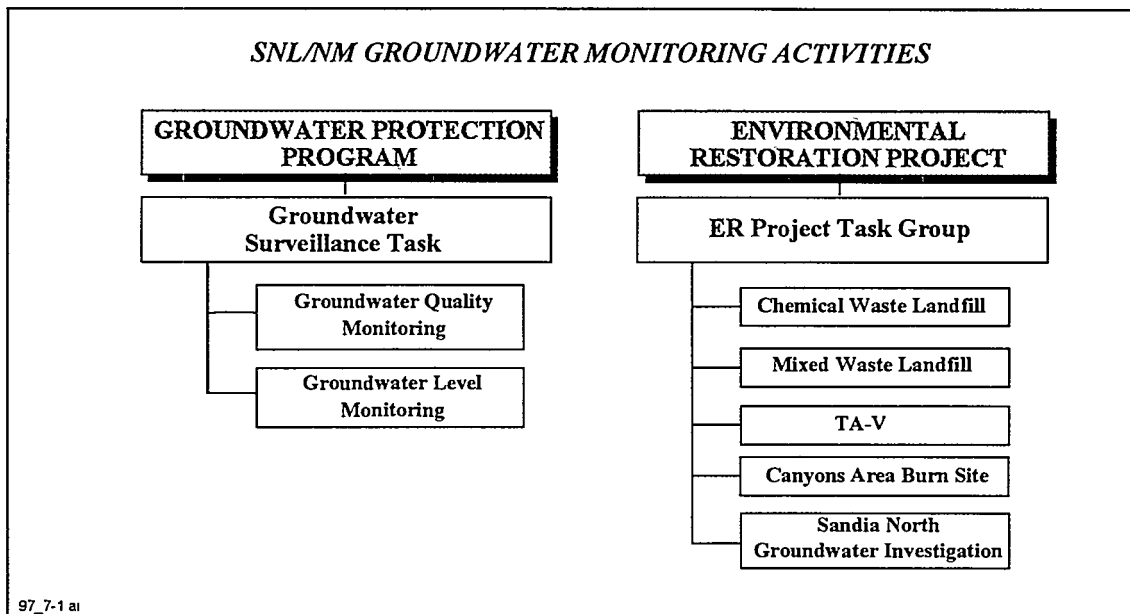 SNL/NM GROUNDWATER MONITORING ACTIVITIES
GROUNDWATER PROTECTION
PROGRAM
Groundwater
Surveillance Task
Groundwater Quality
Monitoring
Groundwater Level
Monitoring
ENVIRONMENTAL
RESTORATION PROJECT
ER Project Task Group
Chemical Waste Landfill
Mixed Waste Landfill
TA-V
Canyons Area Burn Site
Sandia North
Groundwater Investigation
97_7-1 ai